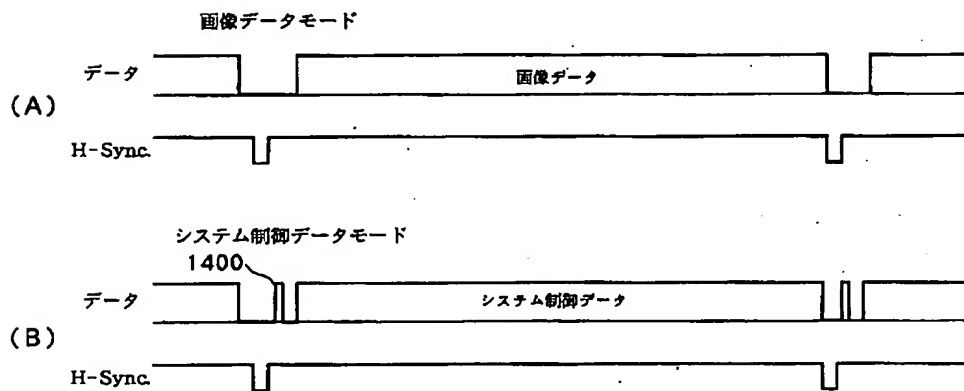 画像データモード
データ
画像データ
(A)
H-Sync.
システム制御データモード
1400
データ
システム制御データ
(B)
H-Sync.